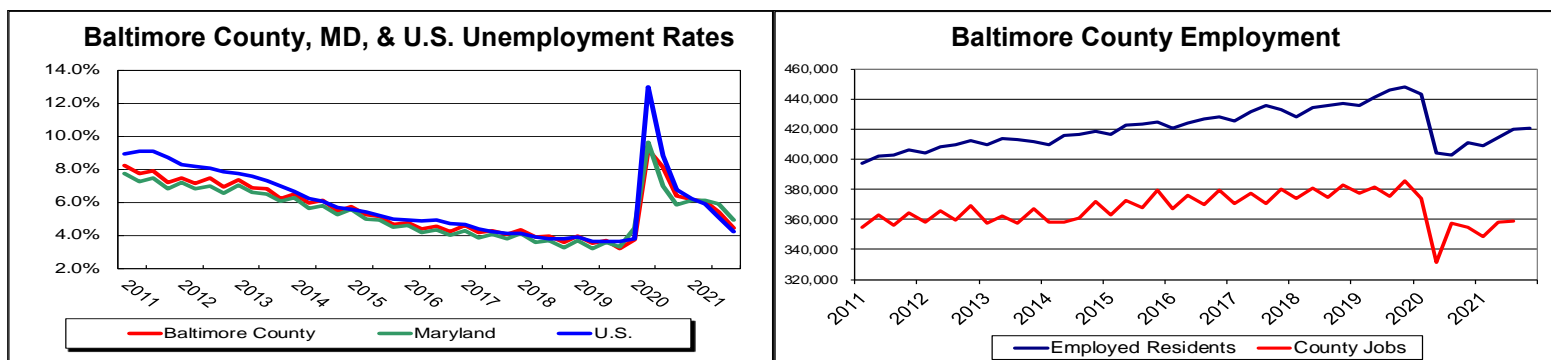 Baltimore County, MD, & U.S. Unemployment Rates
14.0%
12.0%
10.0%
8.0%
6.0%
4.0%
2.0%
2011 2012 2013 2014 2015 2016 2017 2018 2019 2020 2021
Baltimore County Maryland U.S.
Baltimore County Employment
460,000
440,000
420,000
400,000
380,000
360,000
340,000
320,000
2011 2012 2013 2014 2015 2016 2017 2018 2019 2020 2021
Employed Residents County Jobs